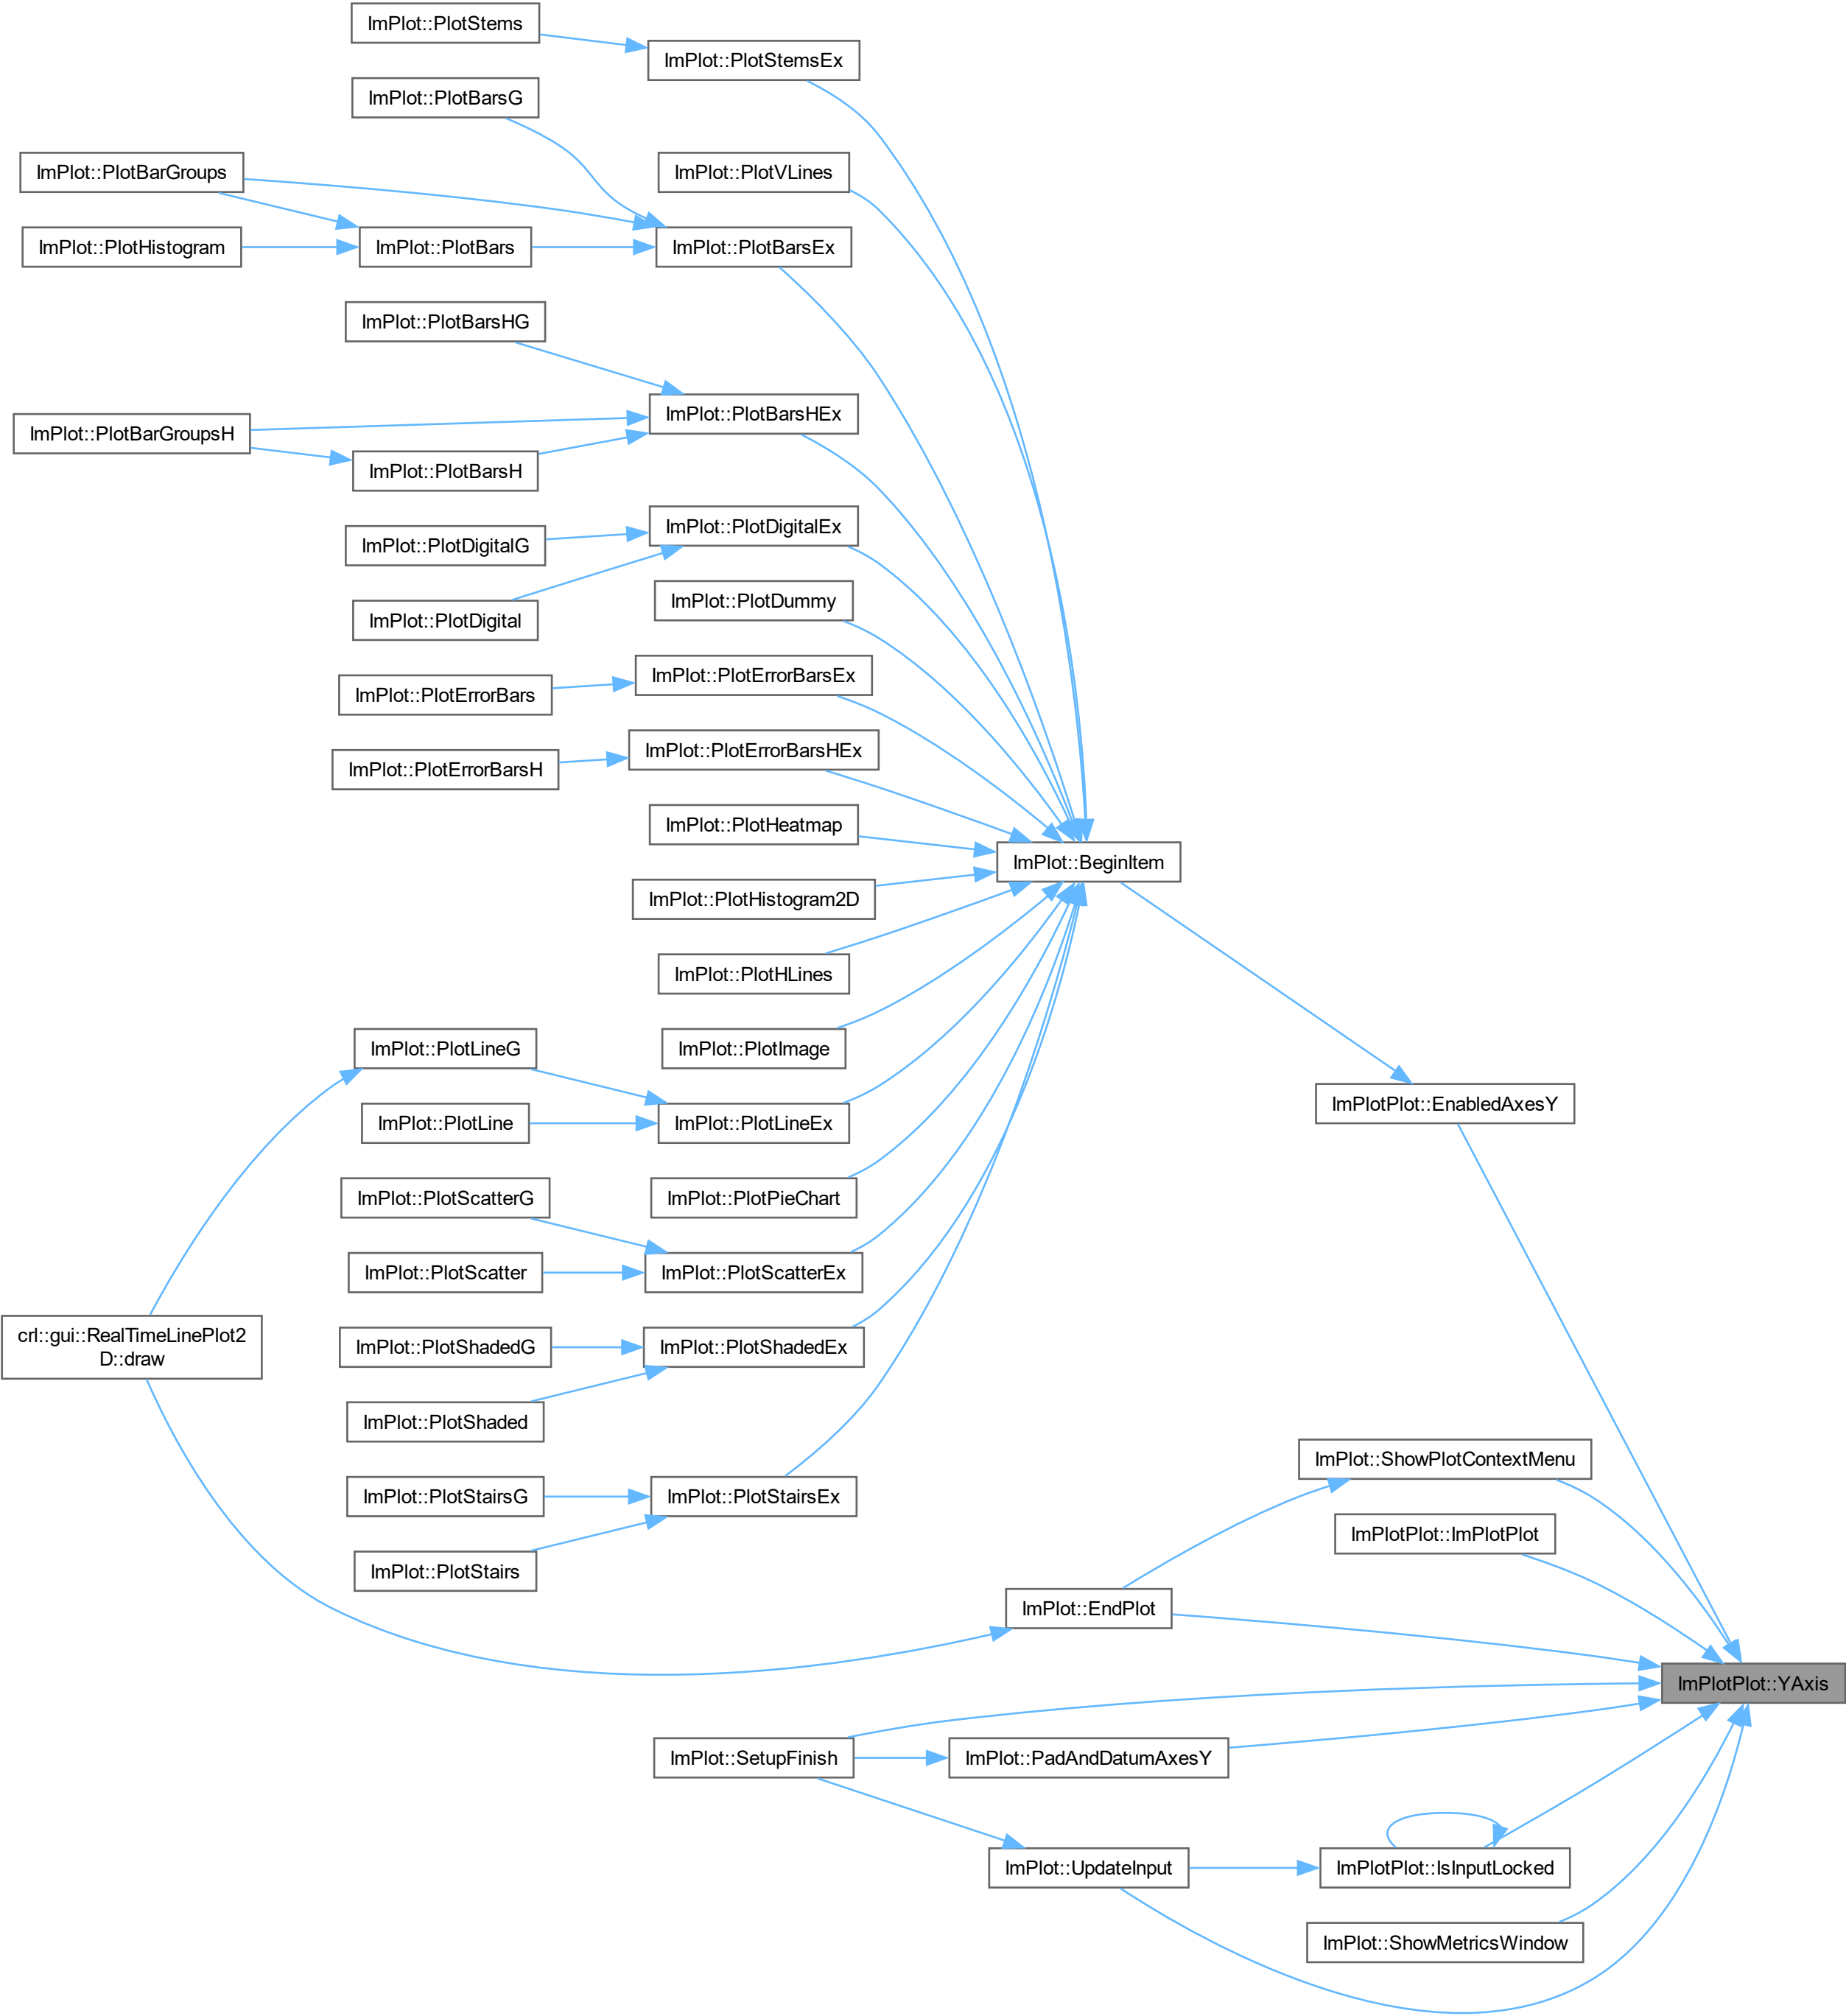 ImPlot::PlotStems
ImPlot::PlotStemsEx
ImPlot::PlotBarsG
ImPlot::PlotBarGroups
ImPlot::PlotVLines
ImPlot::PlotHistogram
ImPlot::PlotBars
ImPlot::PlotBarsEx
ImPlot::PlotBarsHG
ImPlot::PlotBarsHEx
ImPlot::PlotBarGroupsH
ImPlot::PlotBarsH
ImPlot::PlotDigitalEx
ImPlot::PlotDigitalG
ImPlot::PlotDummy
ImPlot::PlotDigital
ImPlot::PlotErrorBarsEx
ImPlot::PlotErrorBars
ImPlot::PlotErrorBarsHEx
ImPlot::PlotErrorBarsH
ImPlot::PlotHeatmap
ImPlot::BeginItem
ImPlot::PlotHistogram2D
ImPlot::PlotHLines
ImPlot::PlotLineG
ImPlot::PlotImage
ImPlotPlot::EnabledAxesY
ImPlot::PlotLine
ImPlot::PlotLineEx
ImPlot::PlotScatterG
ImPlot::PlotPieChart
ImPlot::PlotScatter
ImPlot::PlotScatterEx
crl::gui::RealTimeLinePlot2
D::draw
ImPlot::PlotShadedG
ImPlot::PlotShadedEx
ImPlot::PlotShaded
ImPlot::ShowPlotContextMenu
ImPlot::PlotStairsG
ImPlot::PlotStairsEx
ImPlotPlot::ImPlotPlot
ImPlot::PlotStairs
ImPlot::EndPlot
ImPlotPlot::YAxis
ImPlot::SetupFinish
ImPlot::PadAndDatumAxesY
ImPlot::UpdateInput
ImPlotPlot::IsInputLocked
ImPlot::ShowMetricsWindow